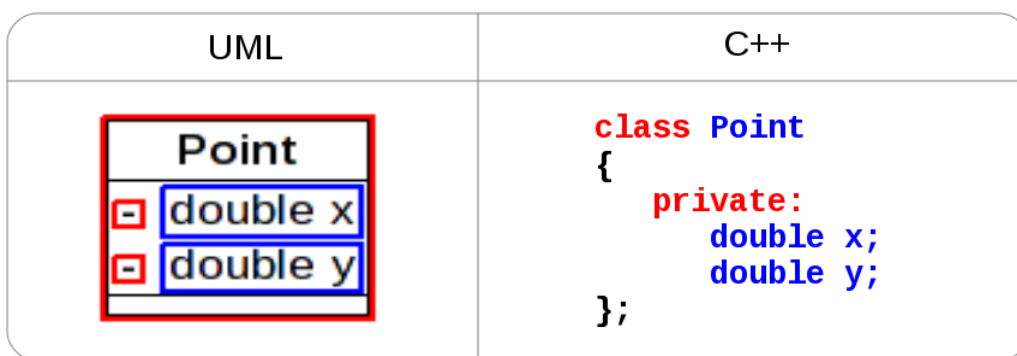 UML
C++
Point
- double x
- double y
class Point
{
private:
double x;
double y;
};